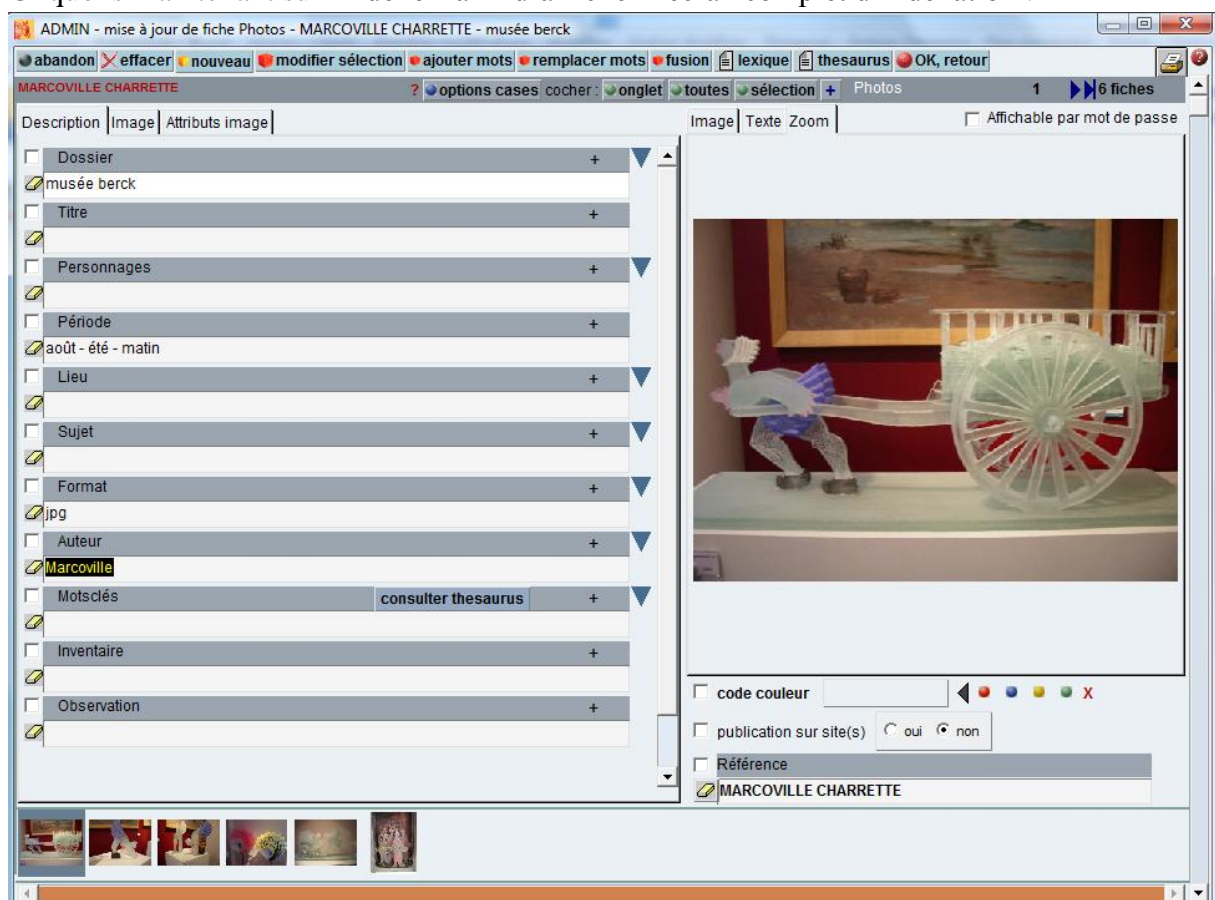 ADMIN - mise à jour de fiche Photos - MARCOVILLE CHARRETTE - musée berck
abandon effacer nouveau modifier sélection ajouter mots remplacer mots fusion lexique thesaurus OK, retour
MARCOVILLE CHARRETTE ? options cases cocher : onglet toutes sélection + Photos 1 6 fiches
Description Image Attributs image Image Texte Zoom Affichable par mot de passe
Dossier +
musée berck
Titre +
Personnages +
Période +
août - été - matin
Lieu +
Sujet +
Format +
jpg
Auteur +
Marcoville
Motsclés consulter thesaurus +
Inventaire +
Observation +
code couleur X
publication sur site(s) oui non
Référence
MARCOVILLE CHARRETTE